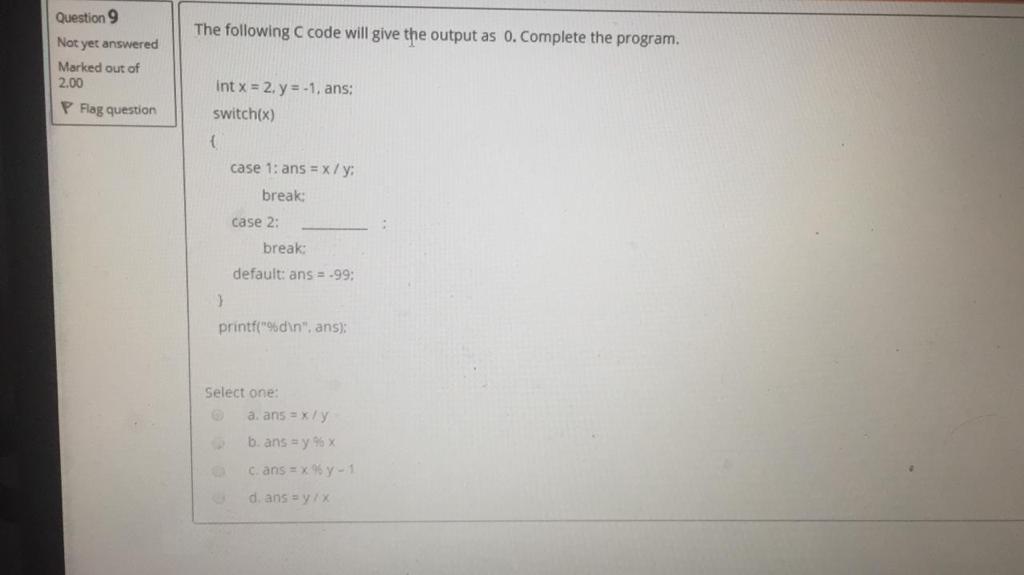 Question 9
Not yet answered
Marked out of
2.00
Flag question
The following C code will give the output as 0. Complete the program.
int x = 2, y = -1, ans;
switch(x)
{
case 1: ans = x / y;
break;
case 2: ________ ;
break;
default: ans = -99;
}
printf("%d\n", ans);
Select one:
a. ans = x / y
b. ans = y % x
c. ans = x % y - 1
d. ans = y / x